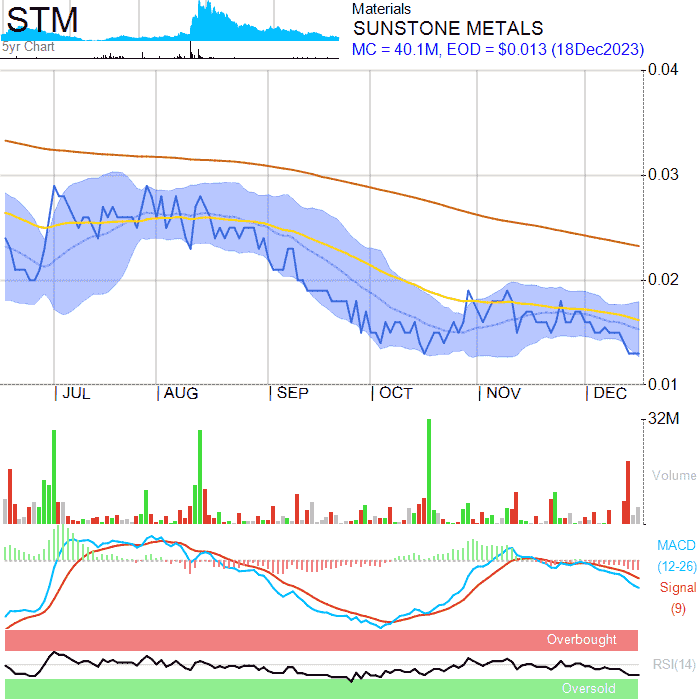 STM
5yr Chart
Materials
SUNSTONE METALS
MC = 40.1M, EOD = $0.013 (18Dec2023)
0.04
0.03
0.02
0.01
JUL AUG SEP OCT NOV DEC
32M
Volume
MACD
(12-26)
Signal
(9)
Overbought
RSI(14)
Oversold